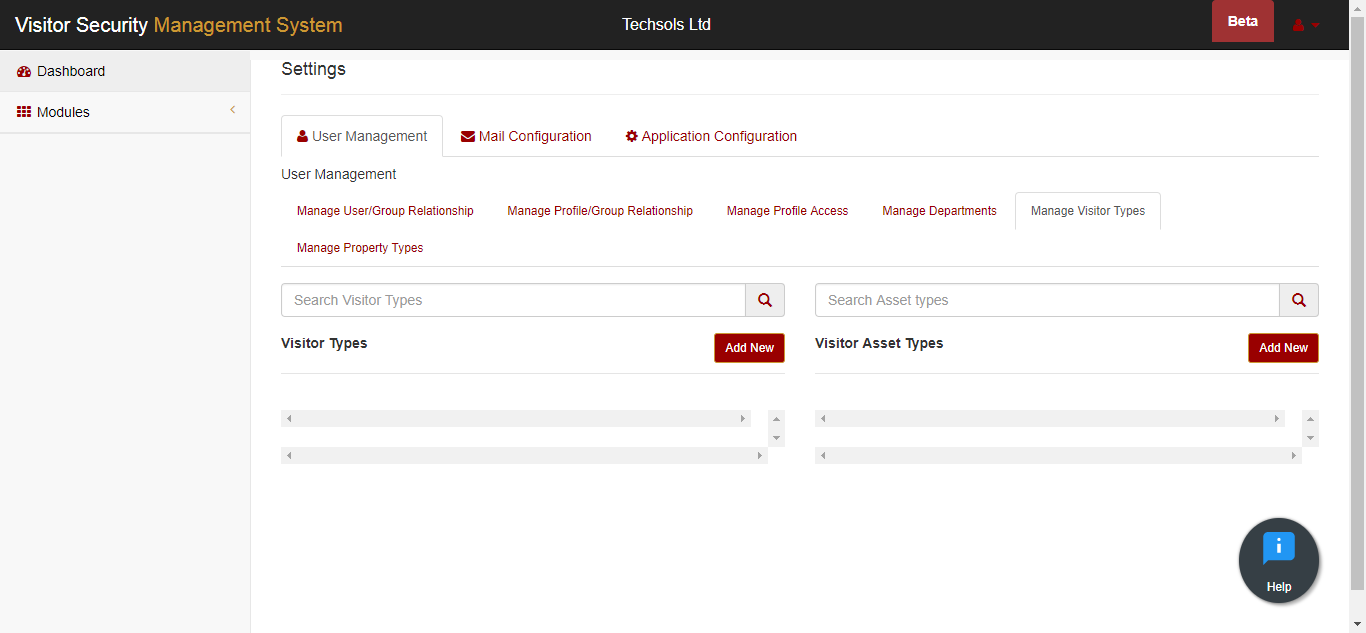 Visitor Security Management System
Techsols Ltd
Beta
Dashboard
Modules
Settings
User Management
Mail Configuration
Application Configuration
User Management
Manage User/Group Relationship
Manage Profile/Group Relationship
Manage Profile Access
Manage Departments
Manage Visitor Types
Manage Property Types
Search Visitor Types
Search Asset types
Visitor Types
Add New
Visitor Asset Types
Add New
Help